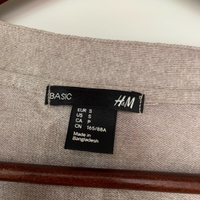 BASIC
H&M
EUR S
US S
CA P
CN 165/88A
Made in
Bangladesh